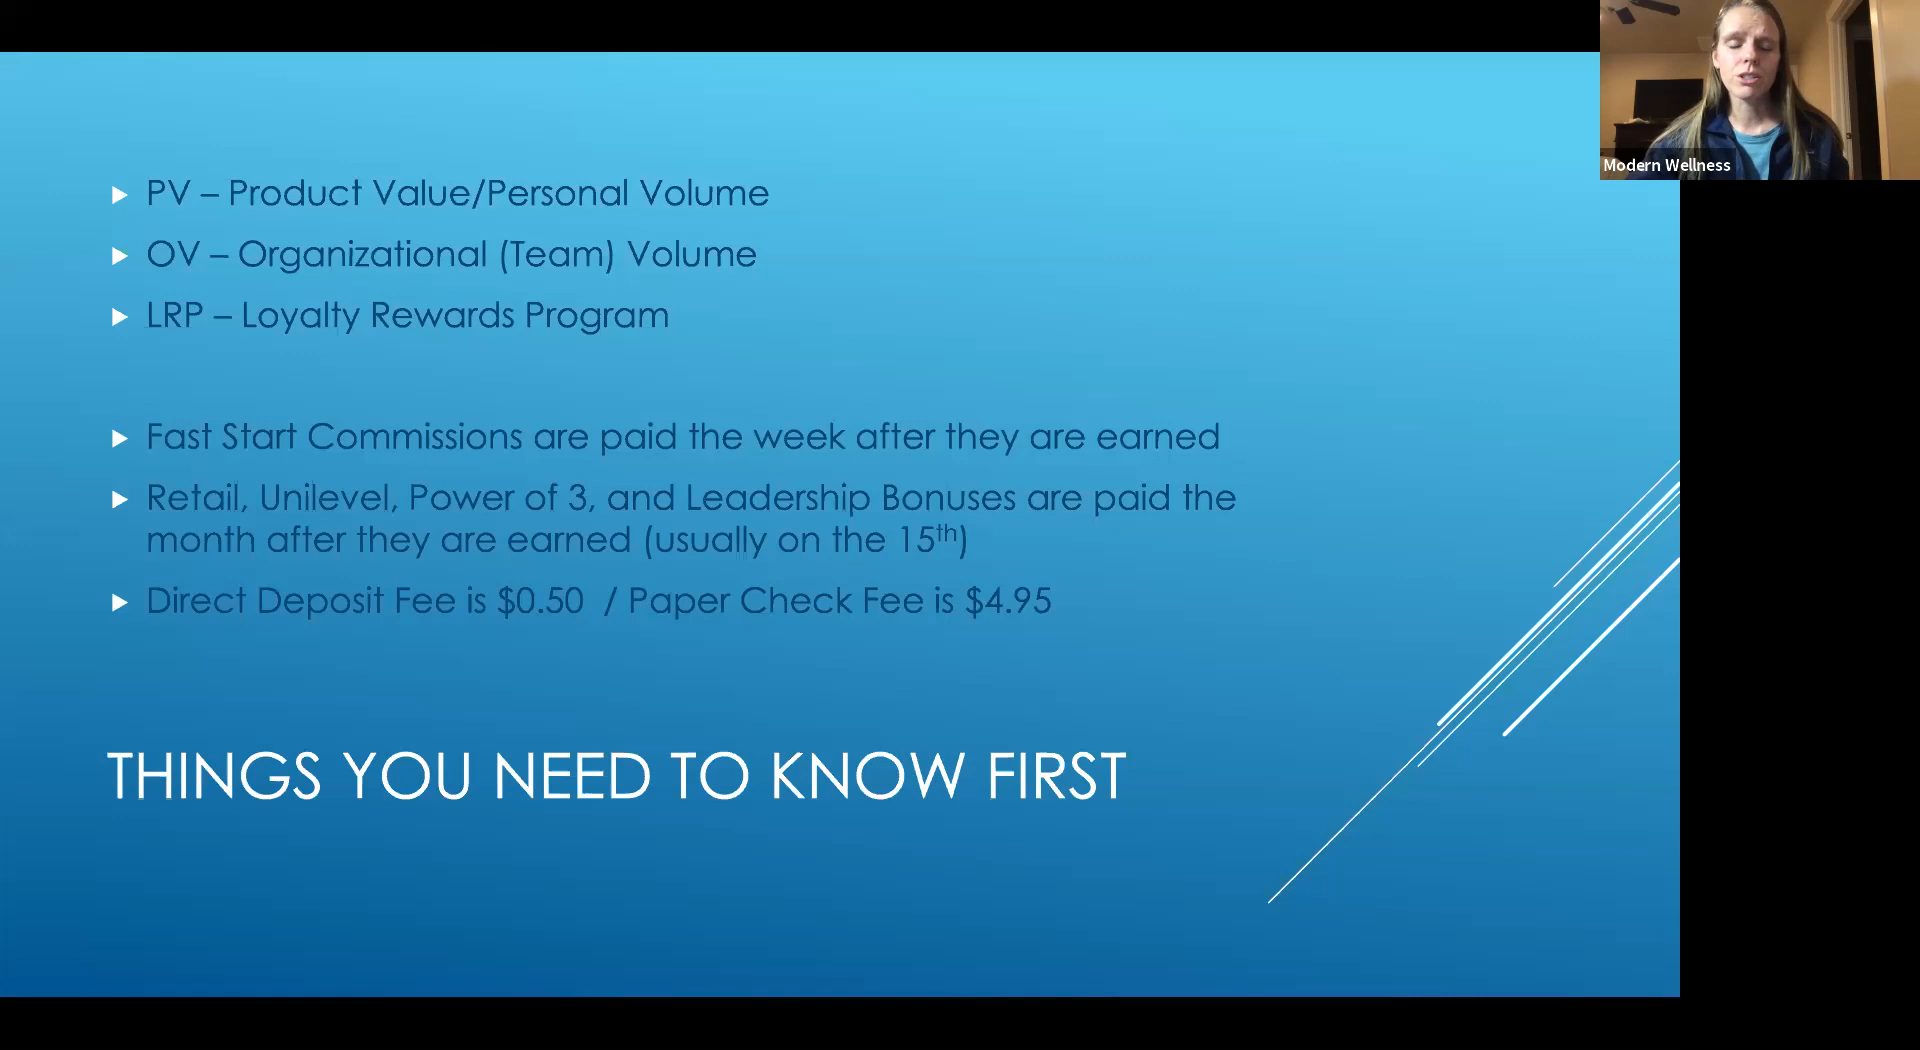 Modern Wellness
PV – Product Value/Personal Volume
OV – Organizational (Team) Volume
LRP – Loyalty Rewards Program
Fast Start Commissions are paid the week after they are earned
Retail, Unilevel, Power of 3, and Leadership Bonuses are paid the
month after they are earned (usually on the 15th)
Direct Deposit Fee is $0.50 / Paper Check Fee is $4.95
THINGS YOU NEED TO KNOW FIRST